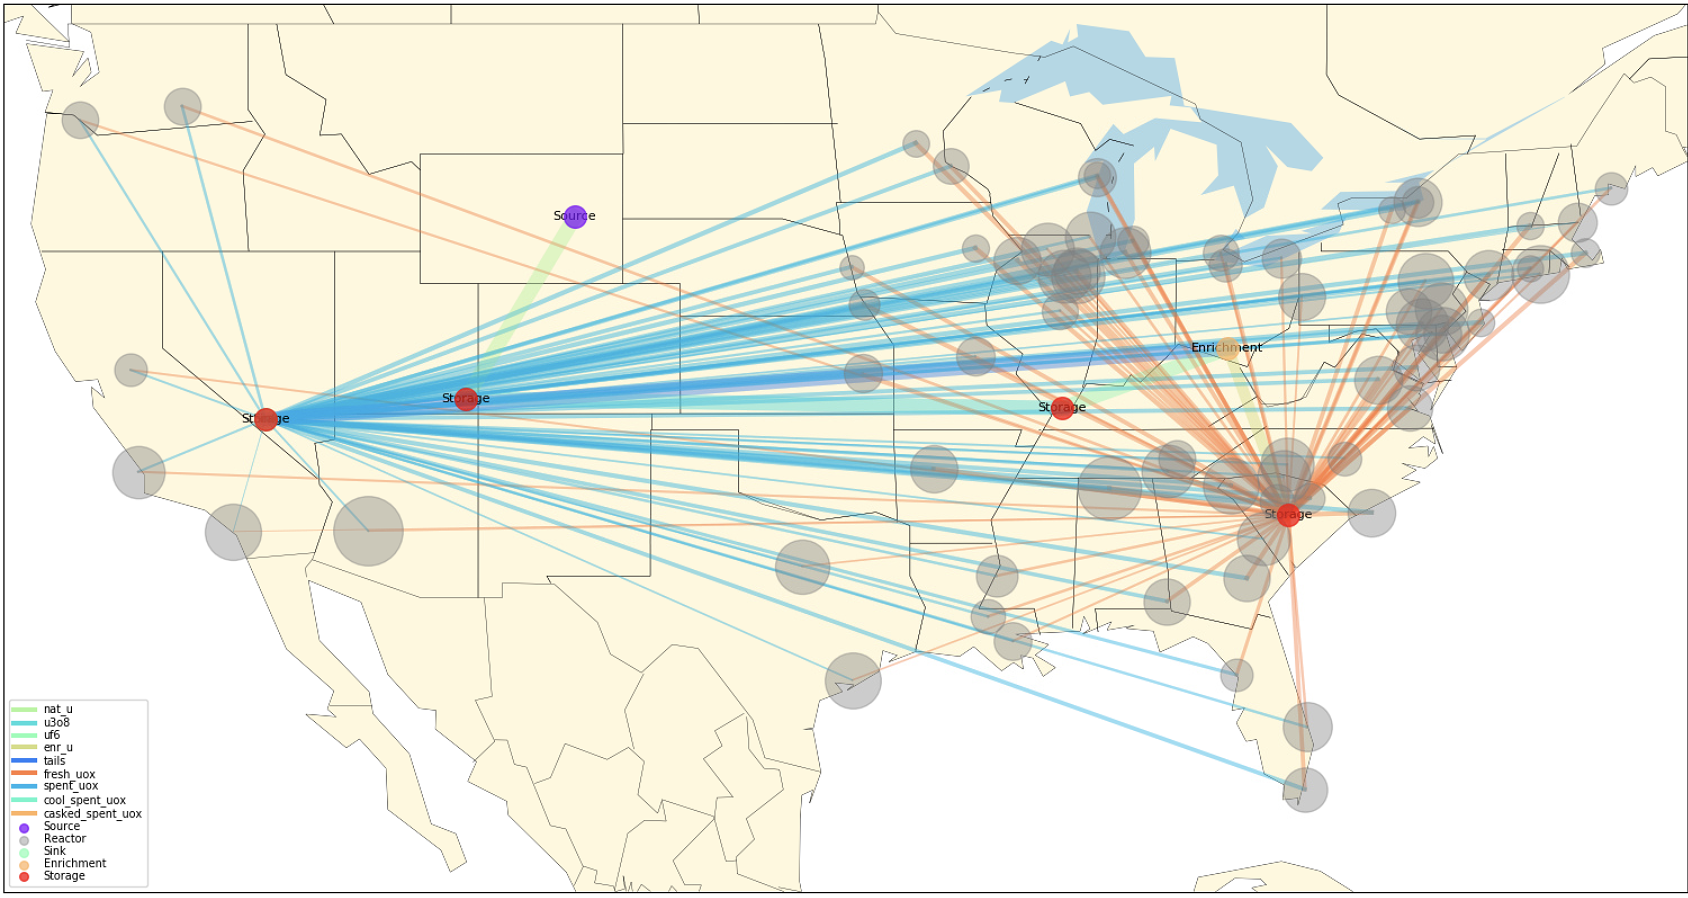 Source
Enrichment
Storage
Storage
Storage
Storage
nat_u
u3o8
uf6
enr_u
tails
fresh_uox
spent_uox
cool_spent_uox
casked_spent_uox
Source
Reactor
Sink
Enrichment
Storage